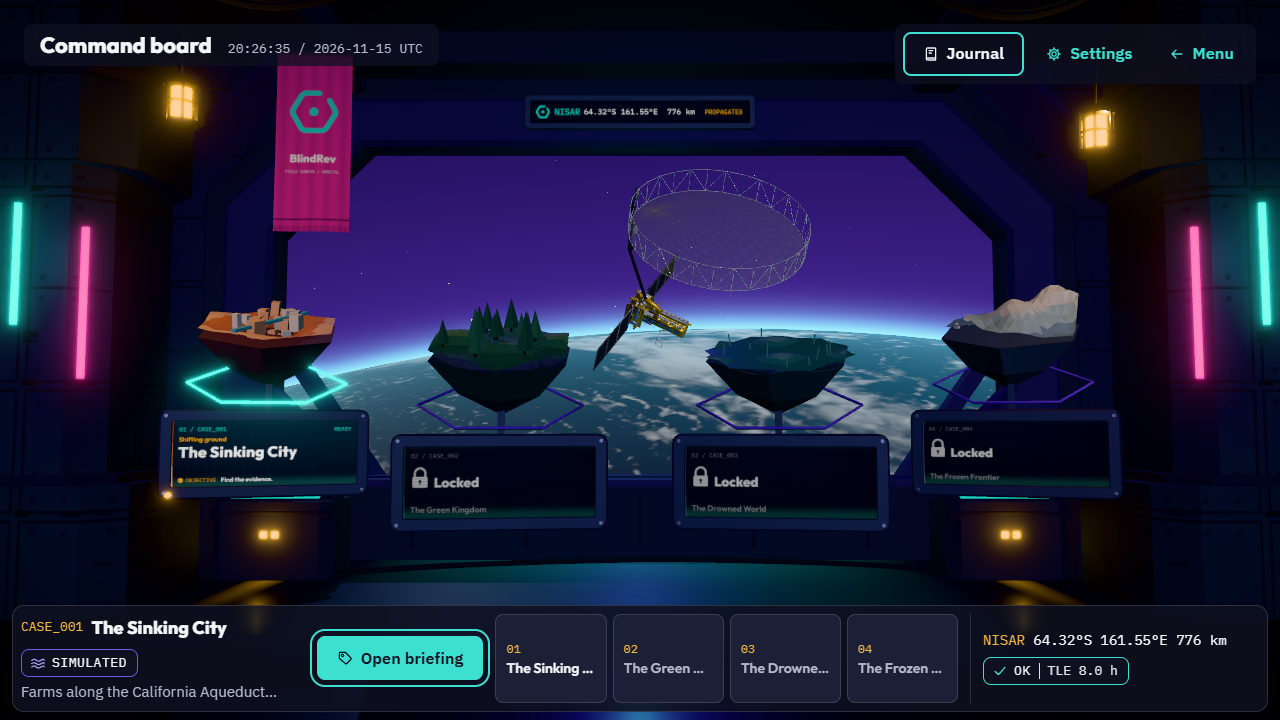 Command board 20:26:35 / 2026-11-15 UTC
Journal Settings Menu
NISAR 64.32°S 161.55°E 776 km PROPAGATED
BlindRev
01 / CASE_001 READY
Shifting ground
The Sinking City
OBJECTIVE Find the evidence.
02 / CASE_002
Locked
The Green Kingdom
03 / CASE_003
Locked
The Drowned World
04 / CASE_004
Locked
The Frozen Frontier
CASE_001 The Sinking City
SIMULATED
Farms along the California Aqueduct...
Open briefing
01
The Sinking ...
02
The Green ...
03
The Drowne...
04
The Frozen ...
NISAR 64.32°S 161.55°E 776 km
OK TLE 8.0 h